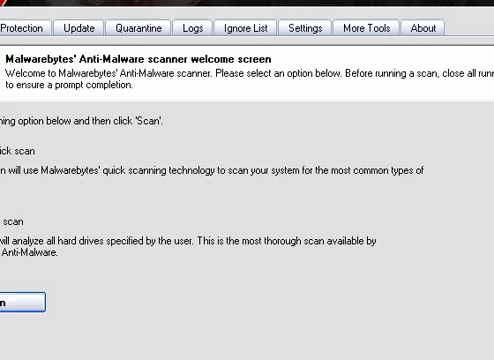 Protection Update Quarantine Logs Ignore List Settings More Tools About
Malwarebytes' Anti-Malware scanner welcome screen
Welcome to Malwarebytes' Anti-Malware scanner. Please select an option below. Before running a scan, close all run
to ensure a prompt completion.
ning option below and then click 'Scan'.
ick scan
n will use Malwarebytes' quick scanning technology to scan your system for the most common types of
scan
will analyze all hard drives specified by the user. This is the most thorough scan available by
Anti-Malware.
n